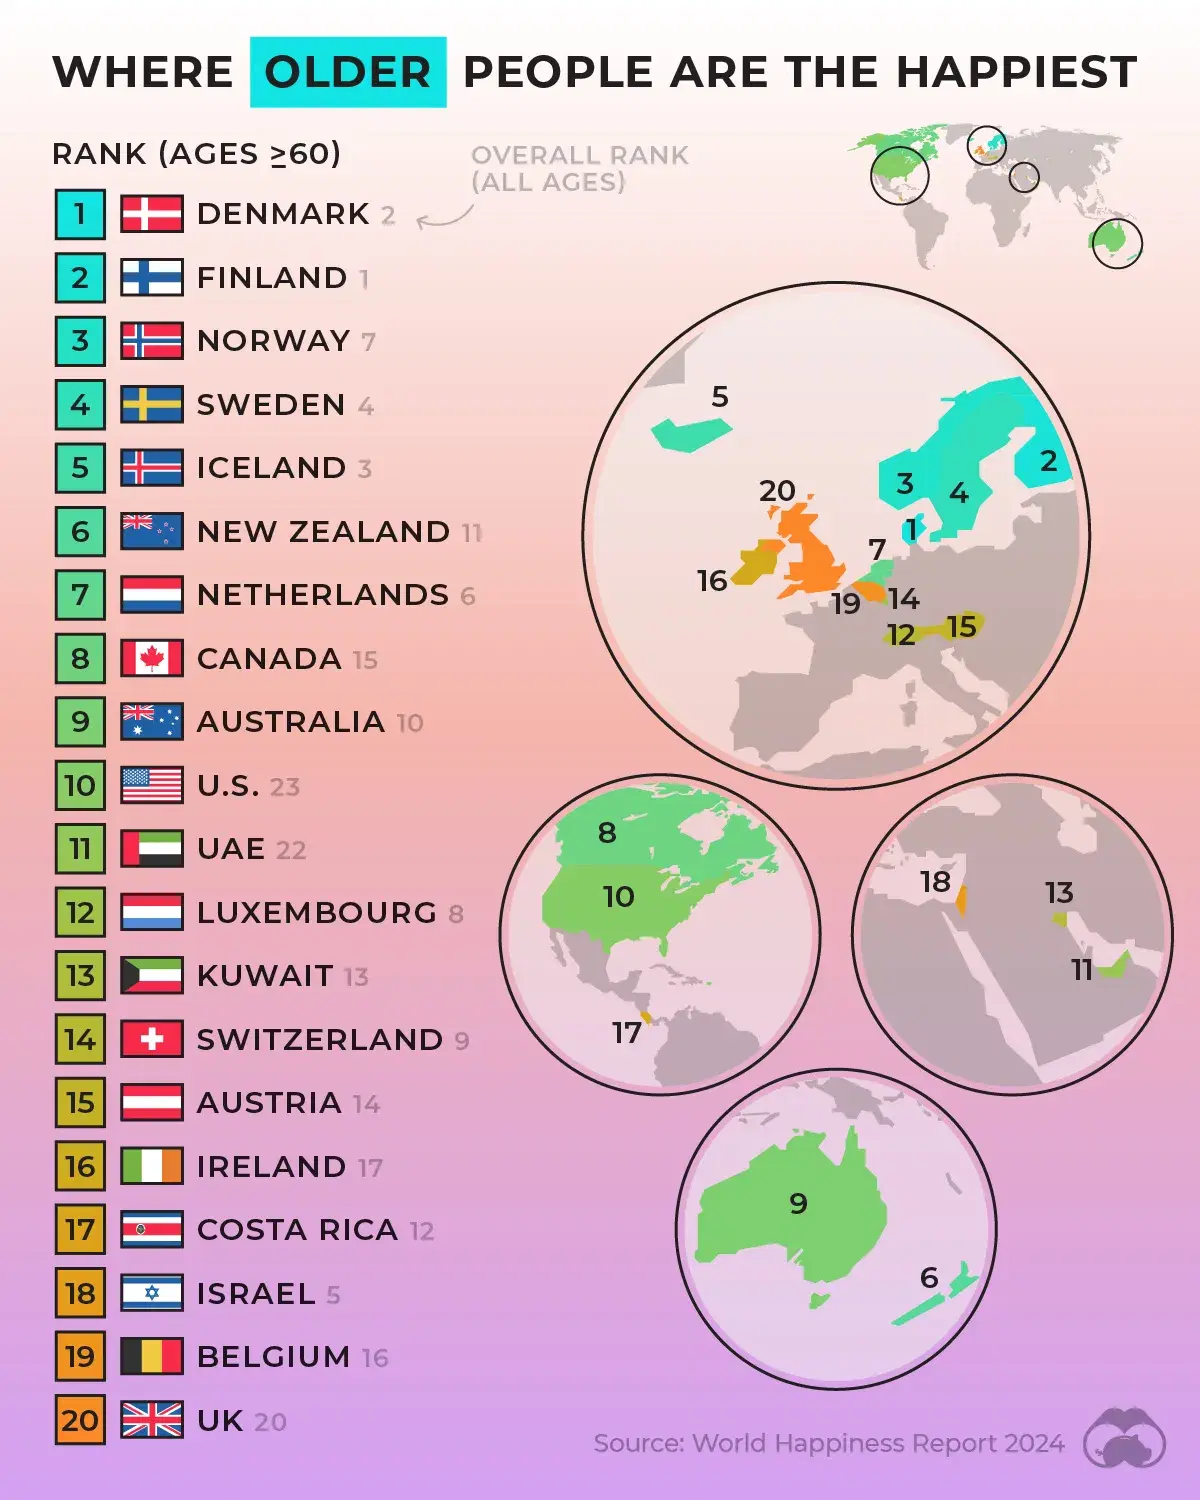 WHERE OLDER PEOPLE ARE THE HAPPIEST
RANK (AGES ≥60)
OVERALL RANK
(ALL AGES)
1 DENMARK 2
2 FINLAND 1
3 NORWAY 7
4 SWEDEN 4
5 ICELAND 3
6 NEW ZEALAND 11
7 NETHERLANDS 6
8 CANADA 15
9 AUSTRALIA 10
10 U.S. 23
11 UAE 22
12 LUXEMBOURG 8
13 KUWAIT 13
14 SWITZERLAND 9
15 AUSTRIA 14
16 IRELAND 17
17 COSTA RICA 12
18 ISRAEL 5
19 BELGIUM 16
20 UK 20
5
2
3
4
20
1
7
16
19
14
12
15
8
10
17
18
13
11
9
6
Source: World Happiness Report 2024